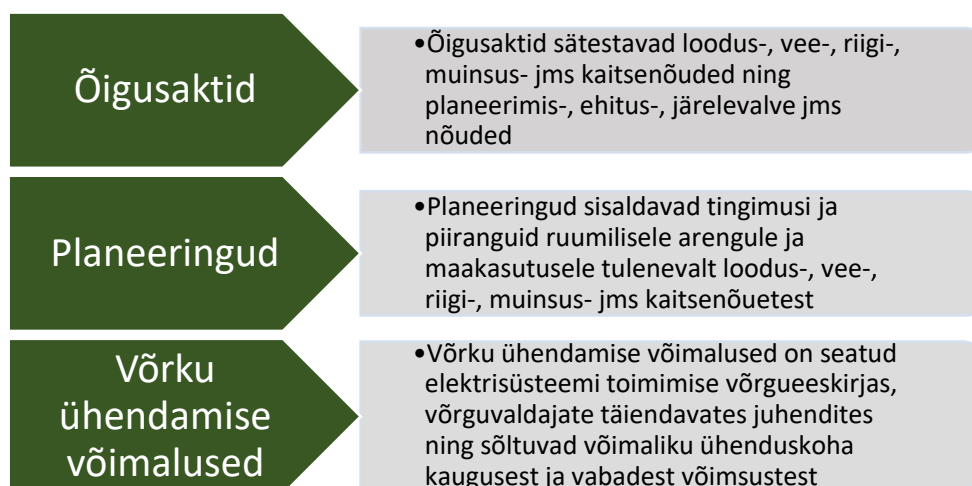 Õigusaktid
•Õigusaktid sätestavad loodus-, vee-, riigi-,
muinsus- jms kaitsenõuded ning
planeerimis-, ehitus-, järelevalve jms
nõuded
Planeeringud
•Planeeringud sisaldavad tingimusi ja
piiranguid ruumilisele arengule ja
maakasutusele tulenevalt loodus-, vee-,
riigi-, muinsus- jms kaitsenõuetest
Võrku
ühendamise
võimalused
•Võrku ühendamise võimalused on seatud
elektrisüsteemi toimimise võrgueeskirjas,
võrguvaldajate täiendavates juhendites
ning sõltuvad võimaliku ühenduskoha
kaugusest ja vabadest võimsustest